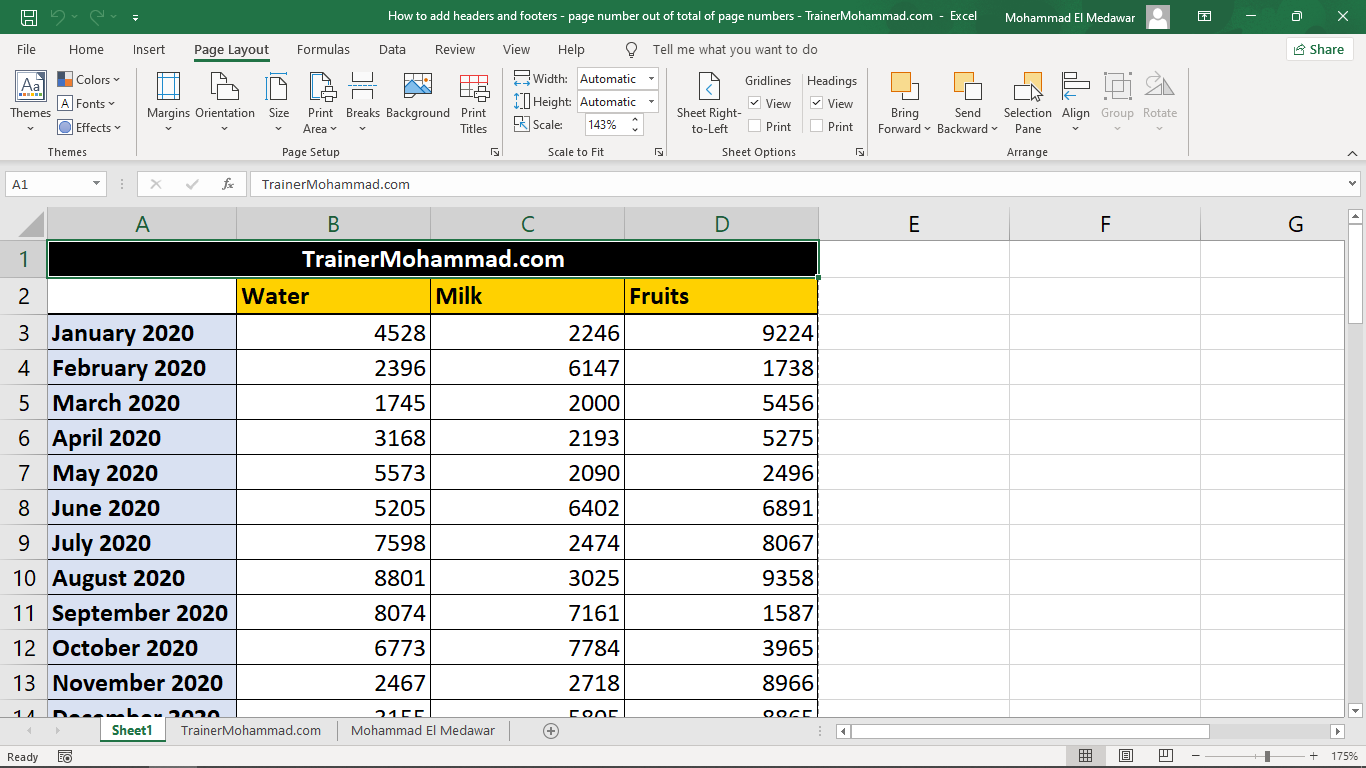 How to add headers and footers - page number out of total of page numbers - TrainerMohammad.com - Excel
Mohammad El Medawar
File Home Insert Page Layout Formulas Data Review View Help Tell me what you want to do
Share
Themes
Colors
Fonts
Effects
Themes
Margins
Orientation
Size
Print Area
Breaks
Background
Print Titles
Page Setup
Width: Automatic
Height: Automatic
Scale: 143%
Scale to Fit
Sheet Right-to-Left
Gridlines
View
Print
Headings
View
Print
Sheet Options
Bring Forward
Send Backward
Selection Pane
Align
Group
Rotate
Arrange
A1 fx TrainerMohammad.com
A B C D E F G
1 TrainerMohammad.com
2 Water Milk Fruits
3 January 2020 4528 2246 9224
4 February 2020 2396 6147 1738
5 March 2020 1745 2000 5456
6 April 2020 3168 2193 5275
7 May 2020 5573 2090 2496
8 June 2020 5205 6402 6891
9 July 2020 7598 2474 8067
10 August 2020 8801 3025 9358
11 September 2020 8074 7161 1587
12 October 2020 6773 7784 3965
13 November 2020 2467 2718 8966
14 December 2020 3155 5805 8865
Sheet1 TrainerMohammad.com Mohammad El Medawar
Ready 175%